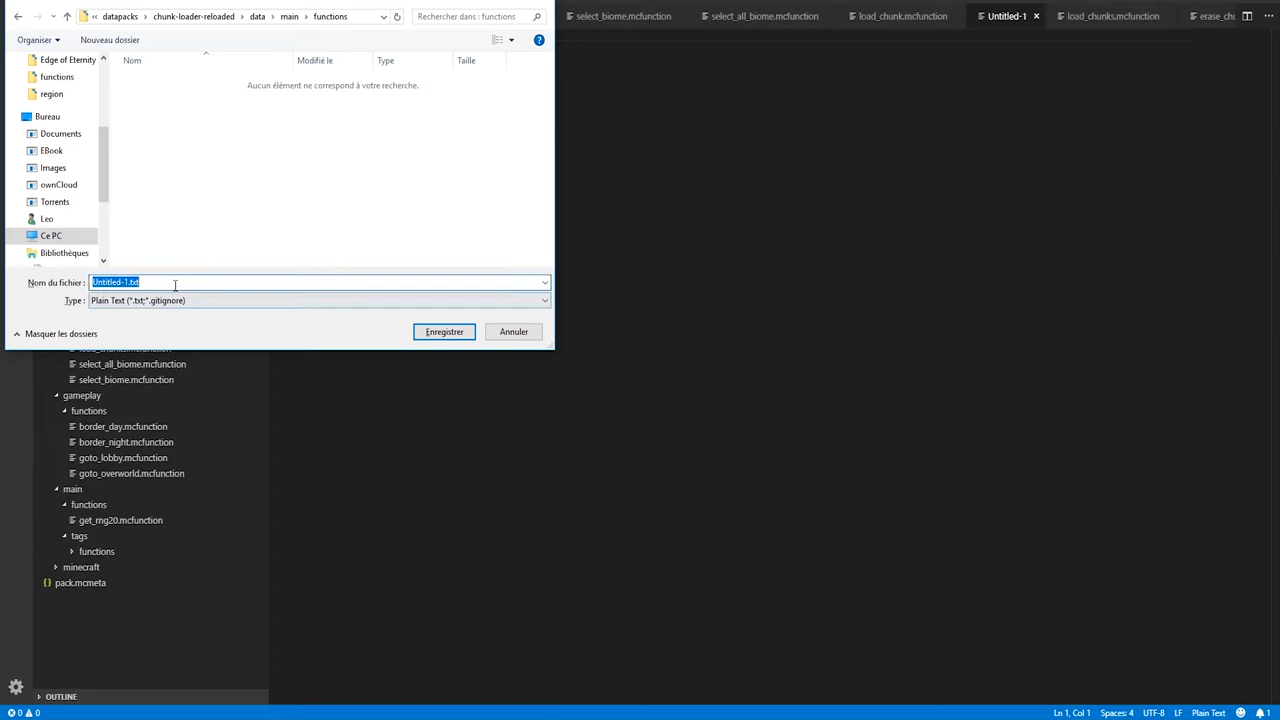 « datapacks › chunk-loader-reloaded › data › main › functions
Rechercher dans : functions
select_biome.mcfunction
select_all_biome.mcfunction
load_chunk.mcfunction
Untitled-1
load_chunks.mcfunction
erase_chu
Organiser
Nouveau dossier
Edge of Eternity
functions
region
Bureau
Documents
EBook
Images
ownCloud
Torrents
Leo
Ce PC
Bibliothèques
Nom
Modifié le
Type
Taille
Aucun élément ne correspond à votre recherche.
Nom du fichier : Untitled-1.txt
Type : Plain Text (*.txt;*.gitignore)
Masquer les dossiers
Enregistrer
Annuler
load_chunks.mcfunction
select_all_biome.mcfunction
select_biome.mcfunction
gameplay
functions
border_day.mcfunction
border_night.mcfunction
goto_lobby.mcfunction
goto_overworld.mcfunction
main
functions
get_rng20.mcfunction
tags
functions
minecraft
{} pack.mcmeta
OUTLINE
0 0
Ln 1, Col 1
Spaces: 4
UTF-8
LF
Plain Text
1